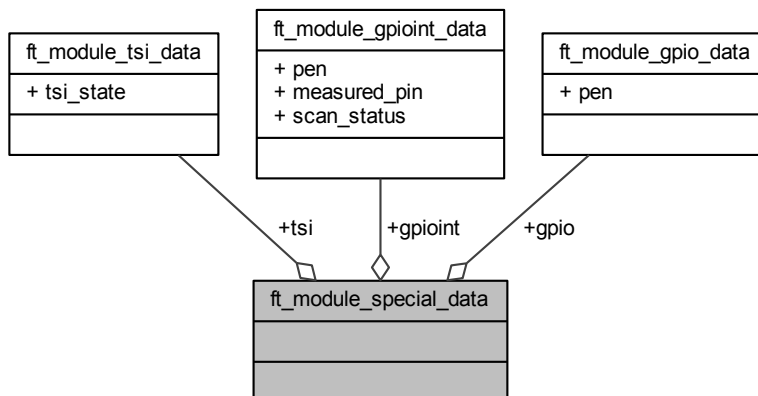 ft_module_tsi_data
+ tsi_state
ft_module_gpioint_data
+ pen
+ measured_pin
+ scan_status
ft_module_gpio_data
+ pen
+tsi
+gpioint
+gpio
ft_module_special_data